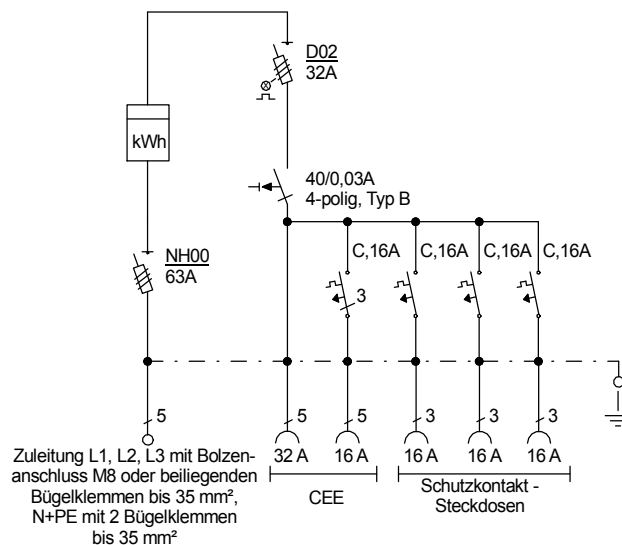 D02
32A
kWh
40/0,03A
4-polig, Typ B
NH00
63A
C,16A
C,16A
C,16A
C,16A
3
5
5
5
3
3
3
32 A
16 A
16 A
16 A
16 A
Zuleitung L1, L2, L3 mit Bolzen-
anschluss M8 oder beiliegenden
Bügelklemmen bis 35 mm²,
N+PE mit 2 Bügelklemmen
bis 35 mm²
CEE
Schutzkontakt -
Steckdosen